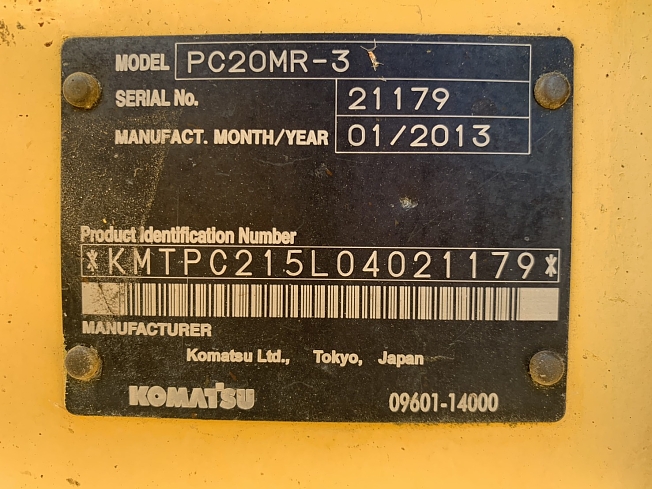 MODEL PC20MR-3
SERIAL No. 21179
MANUFACT. MONTH/YEAR 01/2013
Product Identification Number
*KMTPC215L04021179*
MANUFACTURER
Komatsu Ltd., Tokyo, Japan
KOMATSU 09601-14000